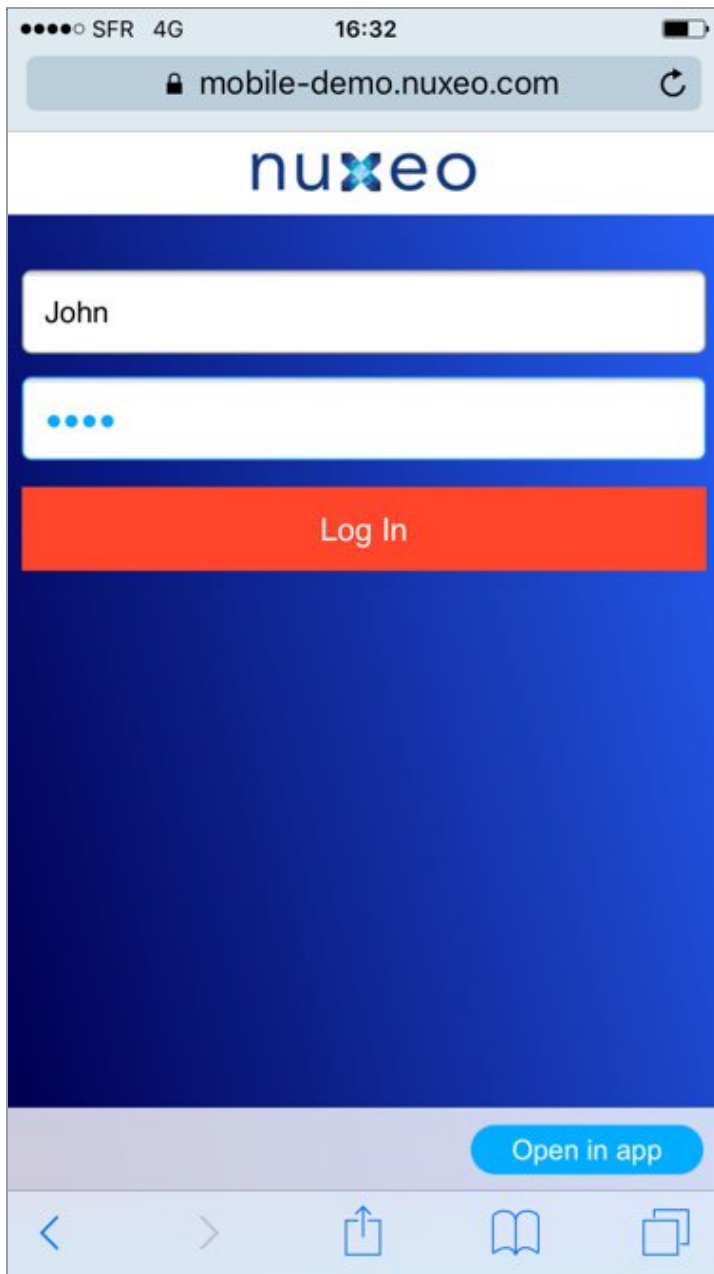 SFR 4G 16:32
mobile-demo.nuxeo.com
nuxeo
John
••••
Log In
Open in app